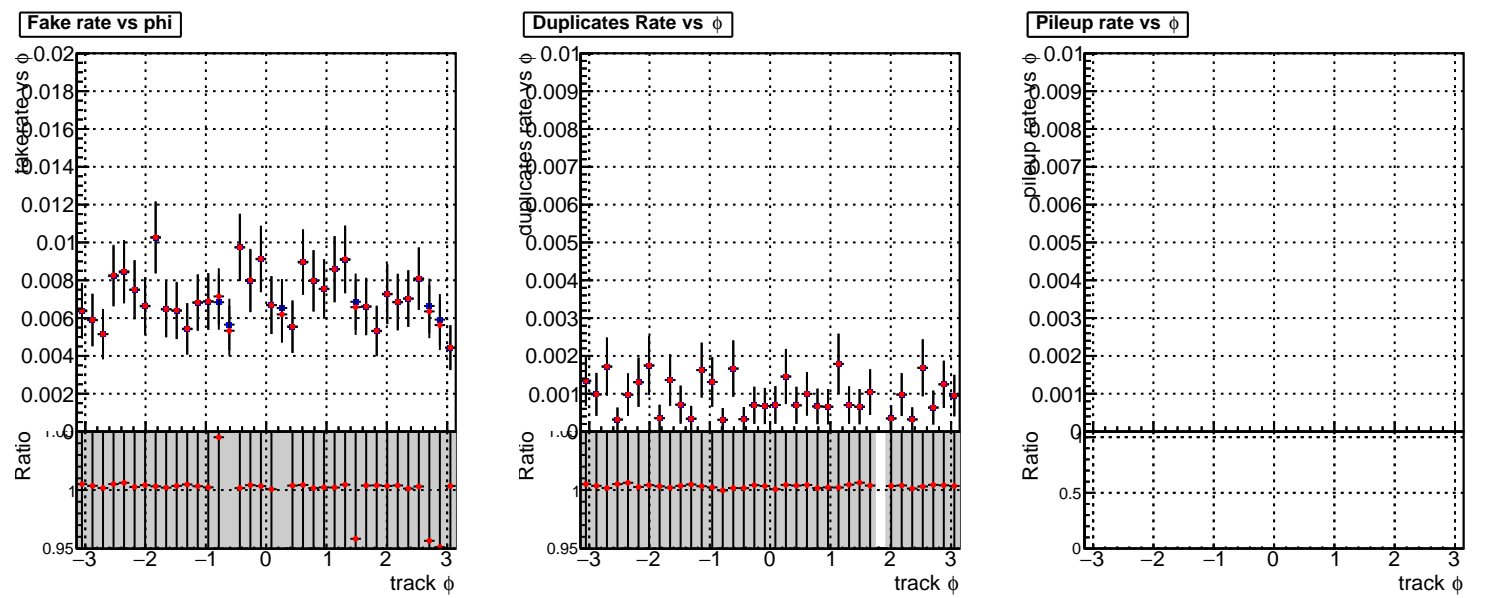 Fake rate vs phi
fakerate vs ϕ
0.02
0.018
0.016
0.014
0.012
0.01
0.008
0.006
0.004
0.002
0
Ratio
1
0.95
−3 −2 −1 0 1 2 3
track ϕ
Duplicates Rate vs ϕ
duplicates rate vs ϕ
0.01
0.009
0.008
0.007
0.006
0.005
0.004
0.003
0.002
0.001
0
Ratio
1
0.95
−3 −2 −1 0 1 2 3
track ϕ
Pileup rate vs ϕ
pileup rate vs ϕ
0.01
0.009
0.008
0.007
0.006
0.005
0.004
0.003
0.002
0.001
0
Ratio
0.5
0
−3 −2 −1 0 1 2 3
track ϕ